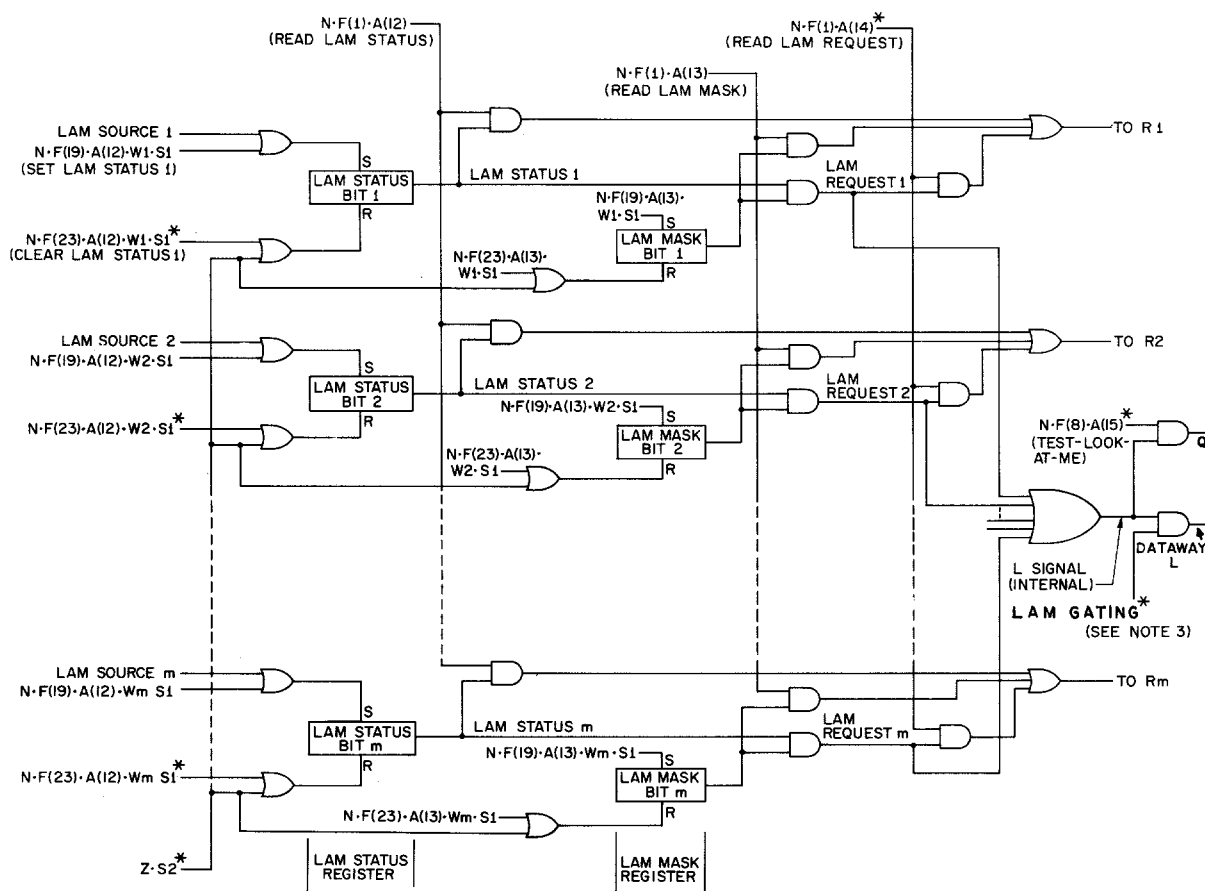 N·F(1)·A(12)
(READ LAM STATUS)
N·F(1)·A(14)*
(READ LAM REQUEST)
N·F(1)·A(13)
(READ LAM MASK)
LAM SOURCE 1
N·F(19)·A(12)·W1·S1
(SET LAM STATUS 1)
S
LAM STATUS
BIT 1
R
LAM STATUS 1
N·F(23)·A(12)·W1·S1*
(CLEAR LAM STATUS 1)
N·F(19)·A(13)·
W1·S1
S
LAM MASK
BIT 1
R
N·F(23)·A(13)·
W1·S1
LAM
REQUEST 1
TO R1
LAM SOURCE 2
N·F(19)·A(12)·W2·S1
S
LAM STATUS
BIT 2
R
LAM STATUS 2
N·F(23)·A(12)·W2·S1*
N·F(19)·A(13)·W2·S1
S
LAM MASK
BIT 2
R
N·F(23)·A(13)·
W2·S1
LAM
REQUEST 2
TO R2
N·F(8)·A(15)*
(TEST-LOOK-
AT-ME)
Q
DATAWAY
L
L SIGNAL
(INTERNAL)
LAM GATING*
(SEE NOTE 3)
LAM SOURCE m
N·F(19)·A(12)·Wm S1
S
LAM STATUS
BIT m
R
LAM STATUS m
N·F(23)·A(12)·Wm S1*
N·F(19)·A(13)·Wm·S1
S
LAM MASK
BIT m
R
N·F(23)·A(13)·Wm·S1
LAM
REQUEST m
TO Rm
Z·S2*
LAM STATUS
REGISTER
LAM MASK
REGISTER